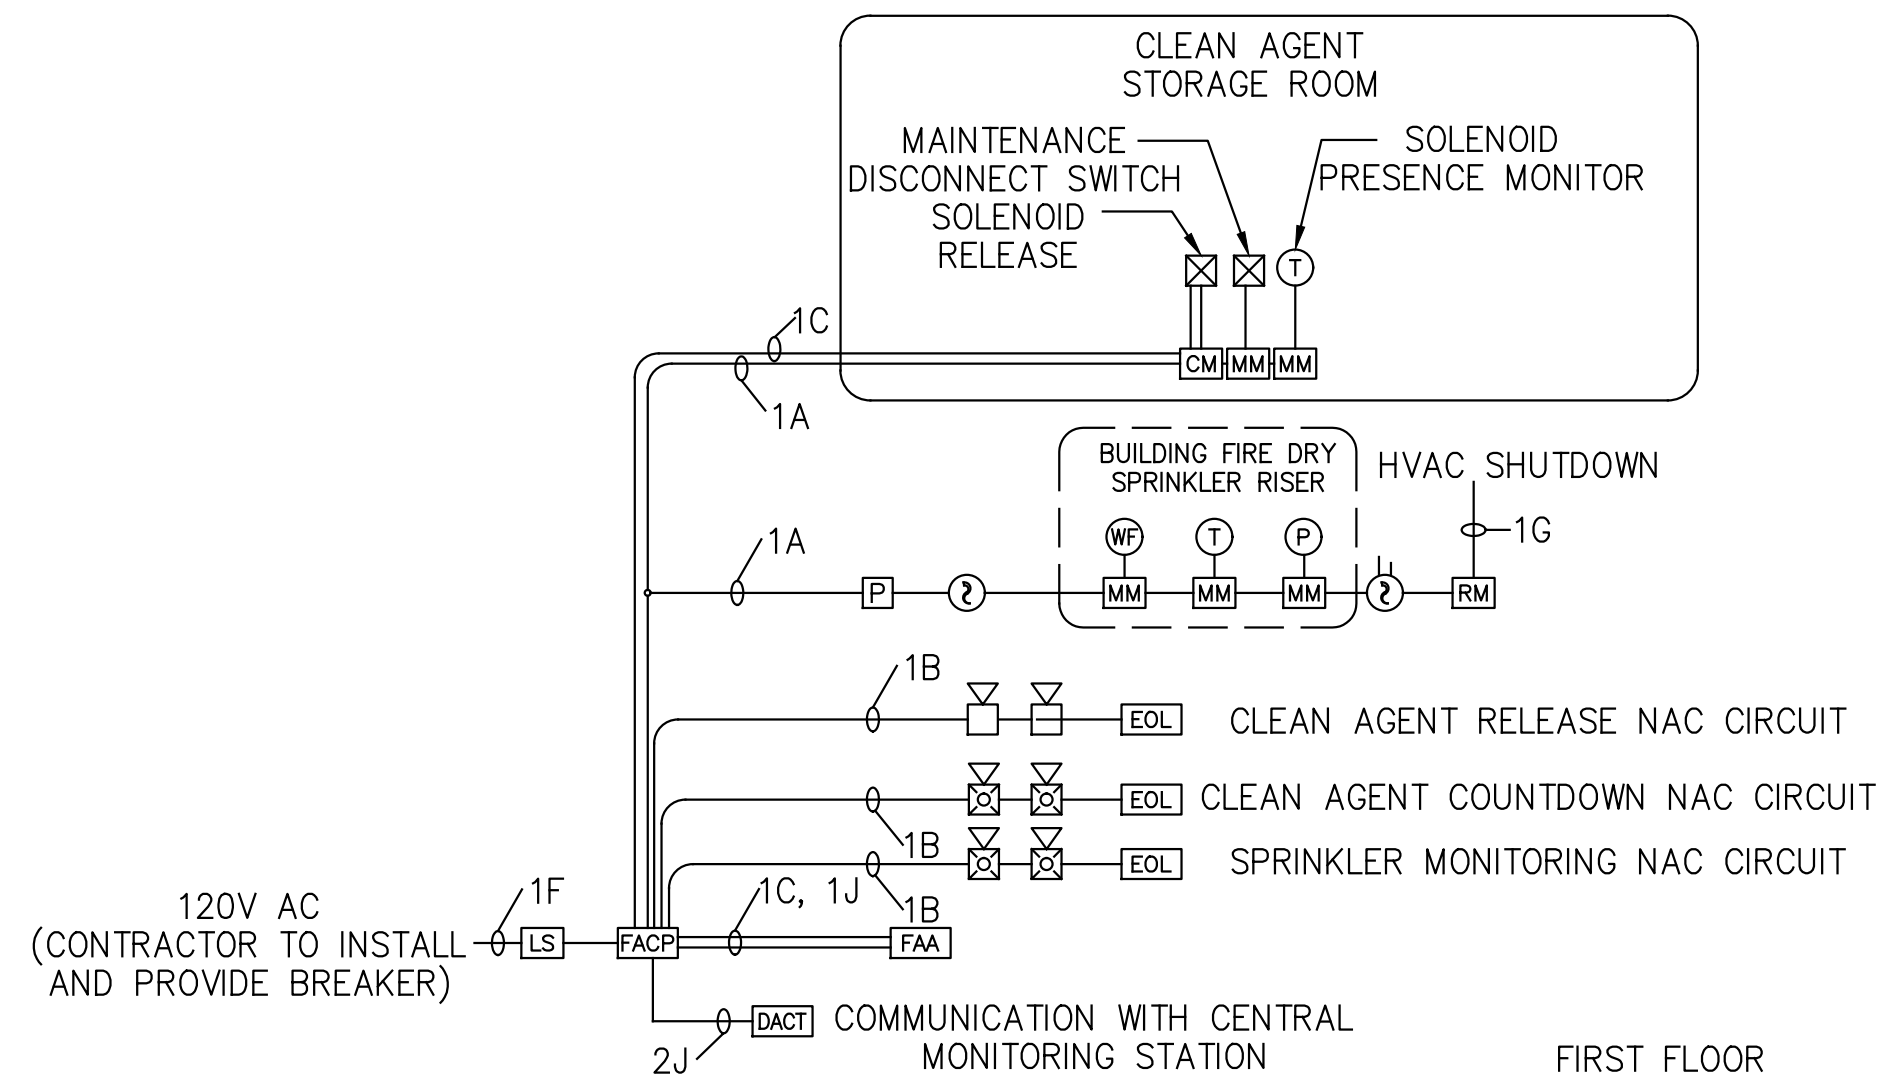 CLEAN AGENT
STORAGE ROOM
MAINTENANCE
DISCONNECT SWITCH
SOLENOID
RELEASE
SOLENOID
PRESENCE MONITOR
T
1C
CM
MM
MM
1A
BUILDING FIRE DRY
SPRINKLER RISER
HVAC SHUTDOWN
WF
T
P
1G
1A
P
MM
MM
MM
RM
1B
EOL
CLEAN AGENT RELEASE NAC CIRCUIT
EOL
CLEAN AGENT COUNTDOWN NAC CIRCUIT
1B
EOL
SPRINKLER MONITORING NAC CIRCUIT
1B
120V AC
(CONTRACTOR TO INSTALL
AND PROVIDE BREAKER)
1F
LS
FACP
1C, 1J
FAA
2J
DACT
COMMUNICATION WITH CENTRAL
MONITORING STATION
FIRST FLOOR